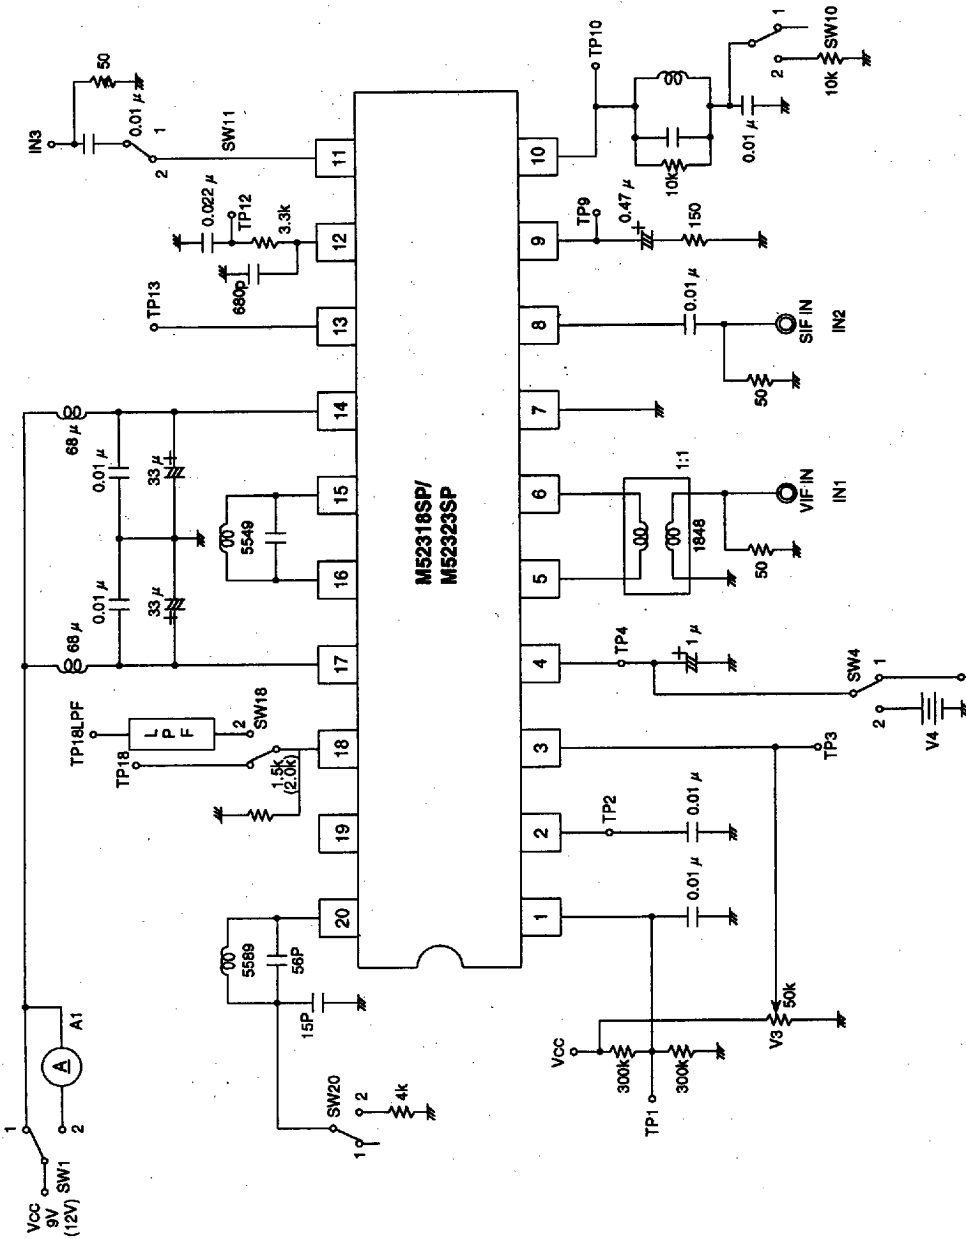 Vcc
9V
(12V)
SW1
1
2
A
A1
SW20
1
2
4k
15P
5589
56P
TP18LPF
L P F
TP18
2
SW18
1.5k
(2.0k)
68 µ
0.01 µ
33 µ
68 µ
0.01 µ
33 µ
5549
TP13
680p
0.022 µ
TP12
3.3k
IN3
50
0.01 µ
1
2
SW11
20
19
18
17
16
15
14
13
12
11
M52318SP/
M52323SP
1
2
3
4
5
6
7
8
9
10
Vcc
300k
300k
TP1
V3
50k
0.01 µ
TP2
0.01 µ
TP3
TP4
+
1 µ
SW4
1
2
V4
1:1
1848
50
VIF IN
IN1
0.01 µ
50
SIF IN
IN2
TP9
+
0.47 µ
150
TP10
10k
0.01 µ
1
2
SW10
10k